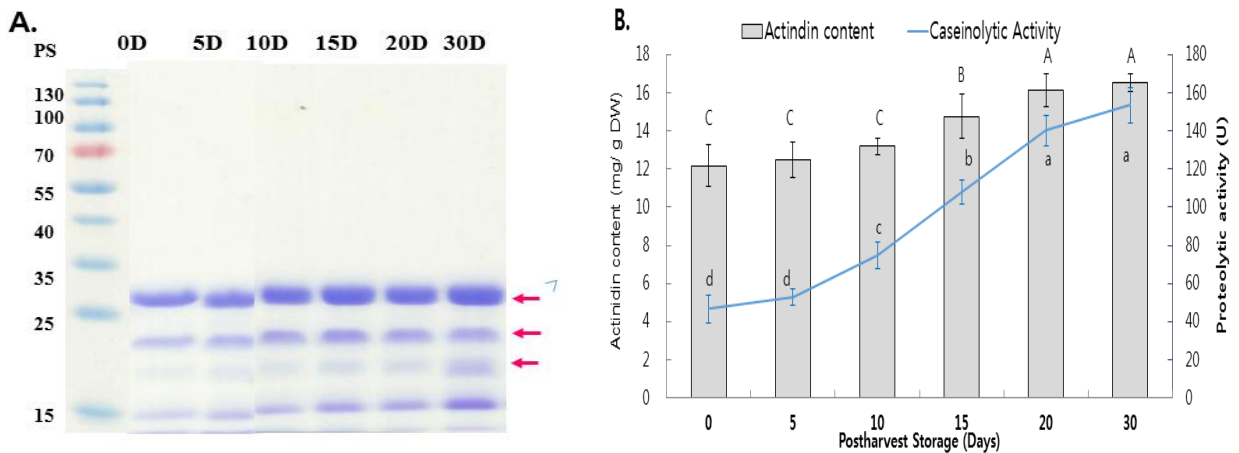 A.
PS 0D 5D 10D 15D 20D 30D
130
100
70
55
40
35
25
15
B.
Actindin content Caseinolytic Activity
Actinidin content (mg/ g DW)
18
16
14
12
10
8
6
4
2
0
C C C B A A
d d c b a a
180
160
140
120
100
80
60
40
20
0
Proteolytic activity (U)
0 5 10 15 20 30
Postharvest Storage (Days)